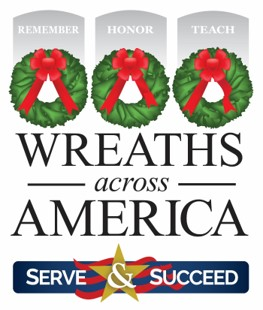 REMEMBER HONOR TEACH
WREATHS
across
AMERICA
SERVE & SUCCEED